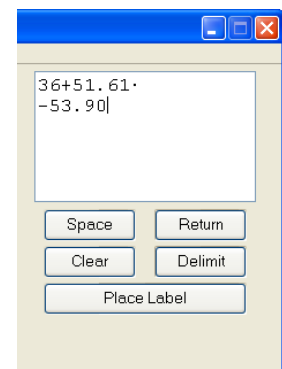 36+51.61·
-53.90
Space
Return
Clear
Delimit
Place Label